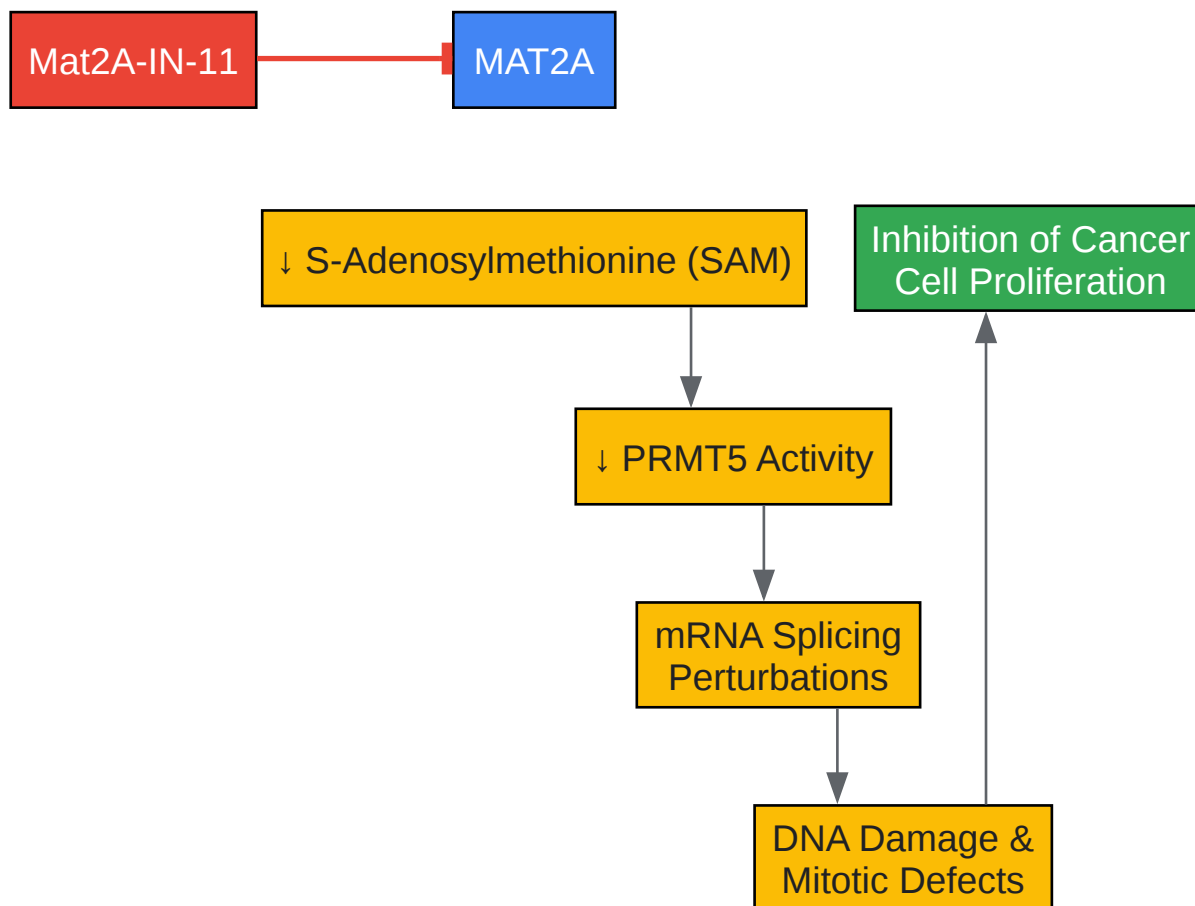 Mat2A-IN-11
MAT2A
↓ S-Adenosylmethionine (SAM)
Inhibition of Cancer
Cell Proliferation
↓ PRMT5 Activity
mRNA Splicing
Perturbations
DNA Damage &
Mitotic Defects